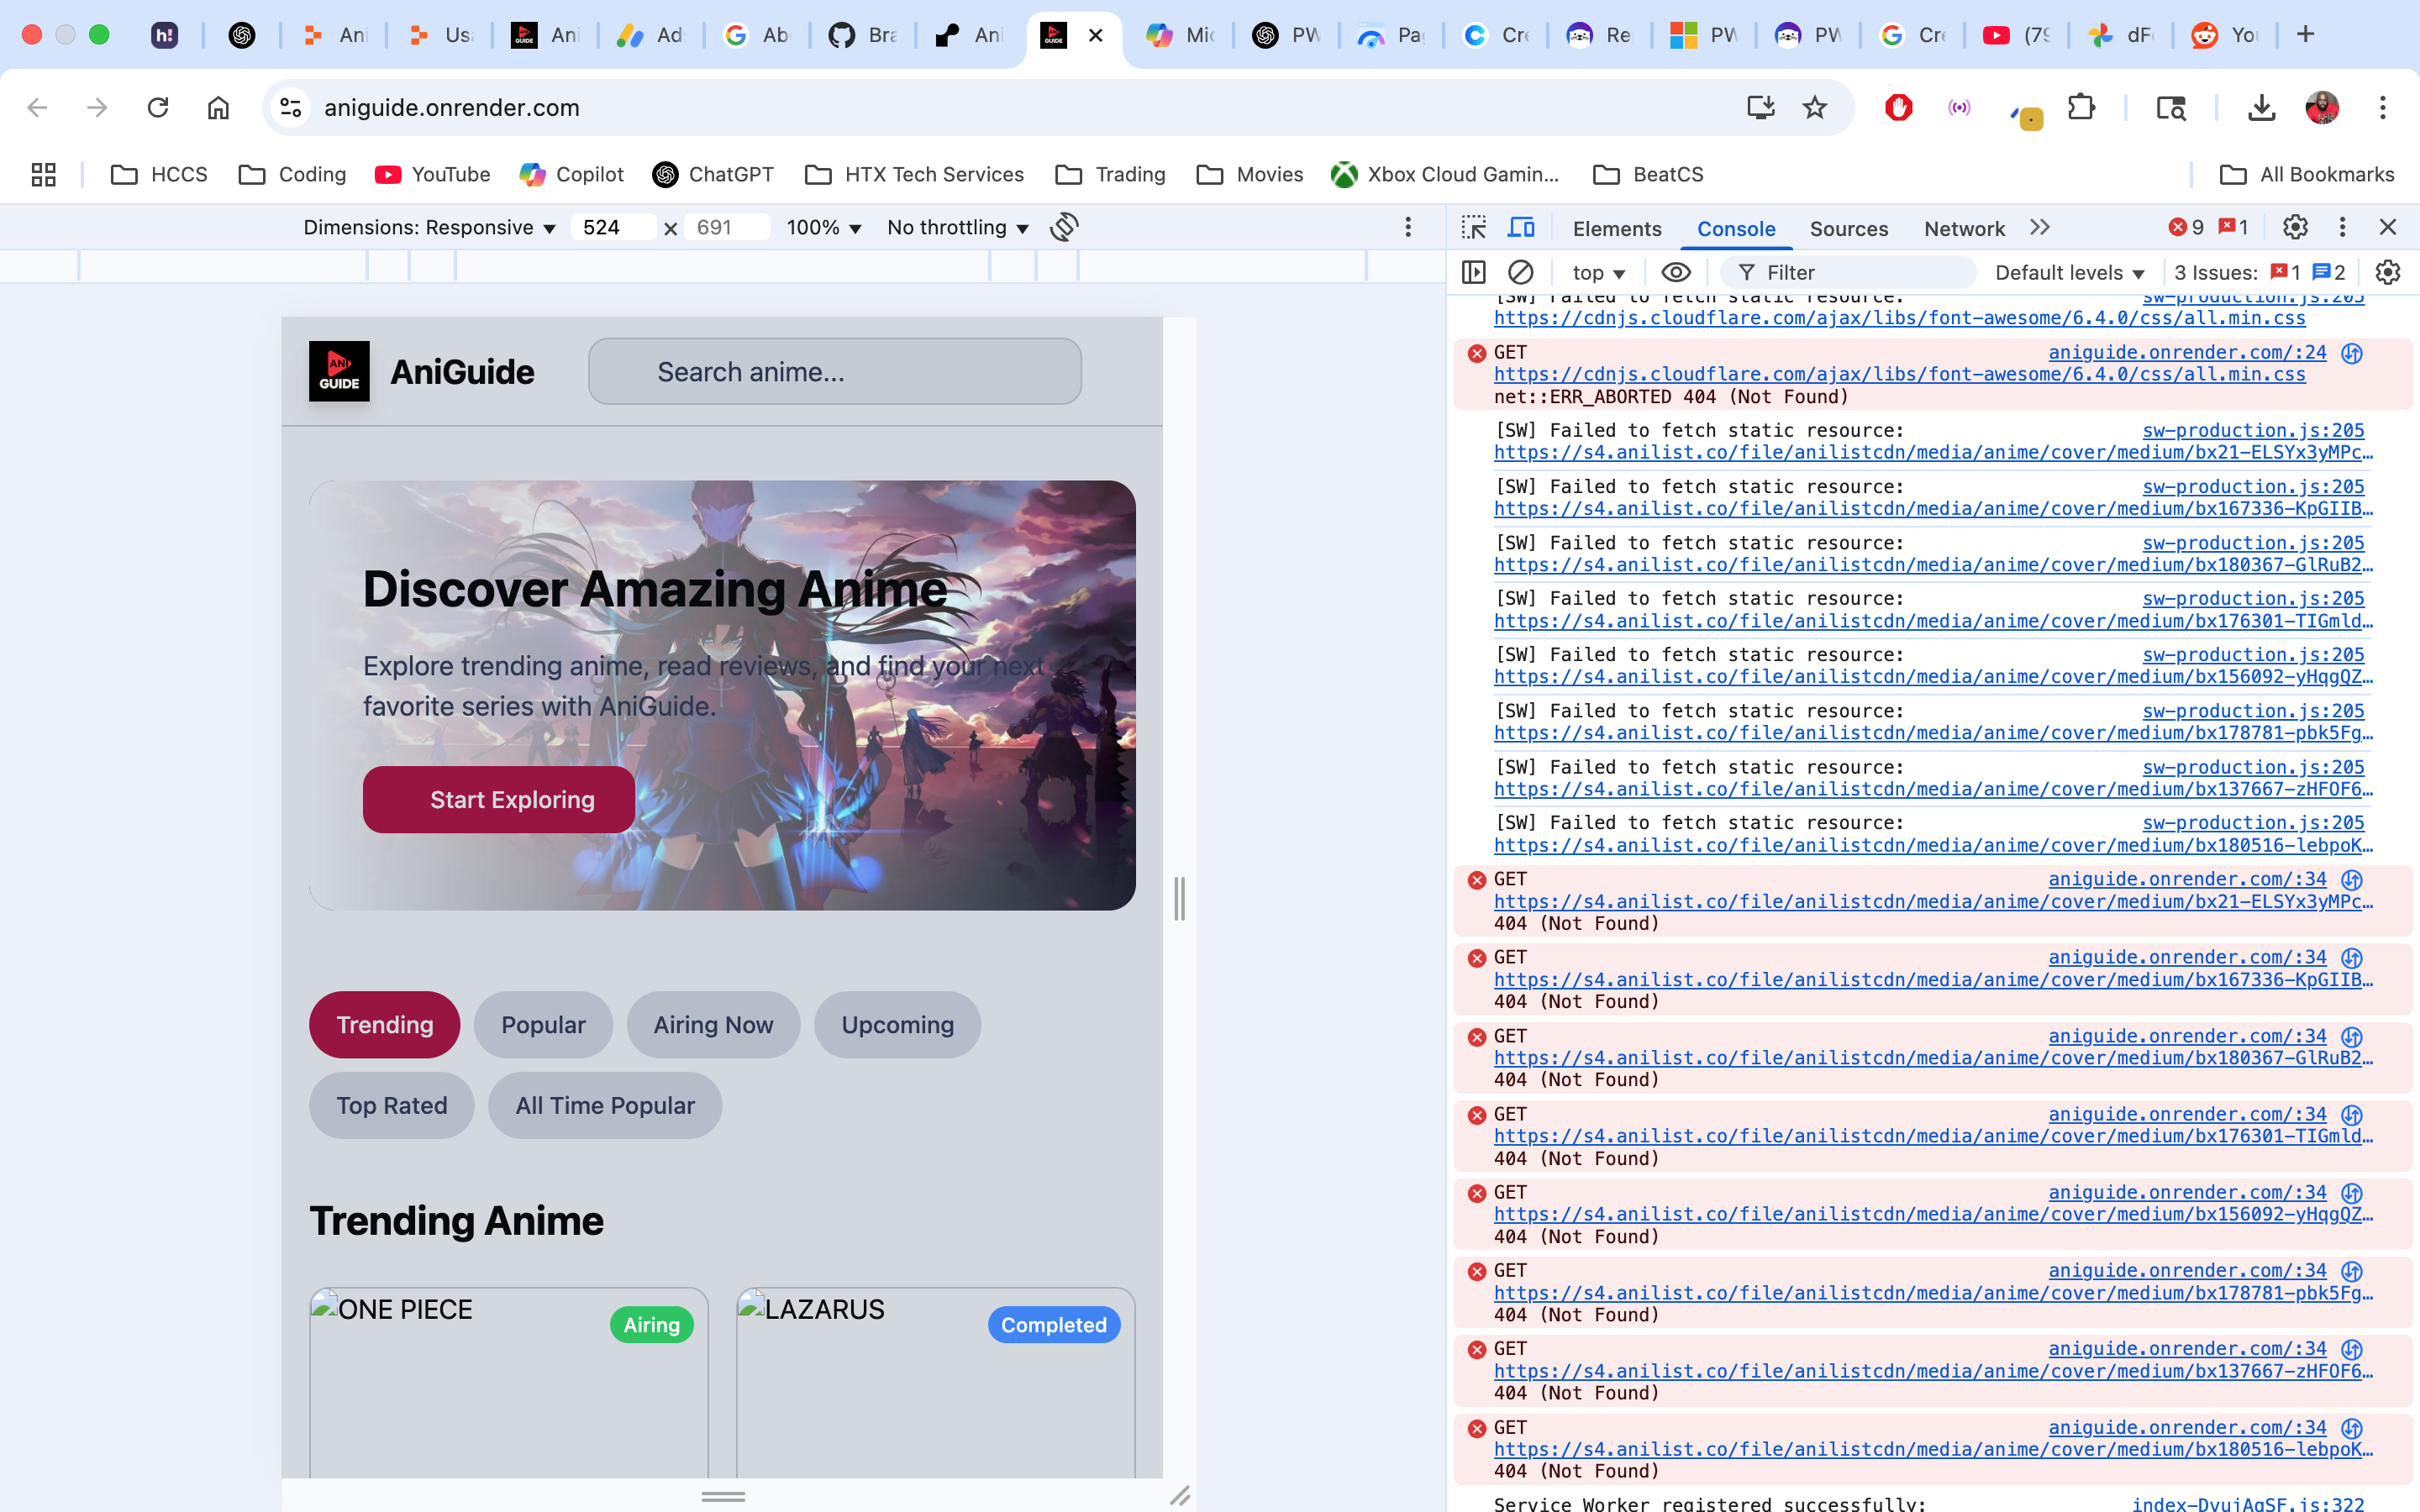 h!
Ani
Us
Ani
Ad
Ab
Bra
Ani
Mic
PW
Pag
Cre
Re
PW
PW
Cr
(79
dF
Yo
aniguide.onrender.com
HCCS
Coding
YouTube
Copilot
ChatGPT
HTX Tech Services
Trading
Movies
Xbox Cloud Gamin...
BeatCS
All Bookmarks
Dimensions: Responsive
524
×
691
100%
No throttling
Elements
Console
Sources
Network
9
1
top
Filter
Default levels
3 Issues:
1
2
ANI
GUIDE
AniGuide
Search anime...
Discover Amazing Anime
Explore trending anime, read reviews, and find your next
favorite series with AniGuide.
Start Exploring
Trending
Popular
Airing Now
Upcoming
Top Rated
All Time Popular
Trending Anime
ONE PIECE
Airing
LAZARUS
Completed
[SW] Failed to fetch static resource: sw-production.js:205
https://cdnjs.cloudflare.com/ajax/libs/font-awesome/6.4.0/css/all.min.css
GET aniguide.onrender.com/:24
https://cdnjs.cloudflare.com/ajax/libs/font-awesome/6.4.0/css/all.min.css
net::ERR_ABORTED 404 (Not Found)
[SW] Failed to fetch static resource: sw-production.js:205
https://s4.anilist.co/file/anilistcdn/media/anime/cover/medium/bx21-ELSYx3yMPc…
[SW] Failed to fetch static resource: sw-production.js:205
https://s4.anilist.co/file/anilistcdn/media/anime/cover/medium/bx167336-KpGIIB…
[SW] Failed to fetch static resource: sw-production.js:205
https://s4.anilist.co/file/anilistcdn/media/anime/cover/medium/bx180367-GlRuB2…
[SW] Failed to fetch static resource: sw-production.js:205
https://s4.anilist.co/file/anilistcdn/media/anime/cover/medium/bx176301-TIGmld…
[SW] Failed to fetch static resource: sw-production.js:205
https://s4.anilist.co/file/anilistcdn/media/anime/cover/medium/bx156092-yHqgQZ…
[SW] Failed to fetch static resource: sw-production.js:205
https://s4.anilist.co/file/anilistcdn/media/anime/cover/medium/bx178781-pbk5Fg…
[SW] Failed to fetch static resource: sw-production.js:205
https://s4.anilist.co/file/anilistcdn/media/anime/cover/medium/bx137667-zHFOF6…
[SW] Failed to fetch static resource: sw-production.js:205
https://s4.anilist.co/file/anilistcdn/media/anime/cover/medium/bx180516-lebpoK…
GET aniguide.onrender.com/:34
https://s4.anilist.co/file/anilistcdn/media/anime/cover/medium/bx21-ELSYx3yMPc…
404 (Not Found)
GET aniguide.onrender.com/:34
https://s4.anilist.co/file/anilistcdn/media/anime/cover/medium/bx167336-KpGIIB…
404 (Not Found)
GET aniguide.onrender.com/:34
https://s4.anilist.co/file/anilistcdn/media/anime/cover/medium/bx180367-GlRuB2…
404 (Not Found)
GET aniguide.onrender.com/:34
https://s4.anilist.co/file/anilistcdn/media/anime/cover/medium/bx176301-TIGmld…
404 (Not Found)
GET aniguide.onrender.com/:34
https://s4.anilist.co/file/anilistcdn/media/anime/cover/medium/bx156092-yHqgQZ…
404 (Not Found)
GET aniguide.onrender.com/:34
https://s4.anilist.co/file/anilistcdn/media/anime/cover/medium/bx178781-pbk5Fg…
404 (Not Found)
GET aniguide.onrender.com/:34
https://s4.anilist.co/file/anilistcdn/media/anime/cover/medium/bx137667-zHFOF6…
404 (Not Found)
GET aniguide.onrender.com/:34
https://s4.anilist.co/file/anilistcdn/media/anime/cover/medium/bx180516-lebpoK…
404 (Not Found)
Service Worker registered successfully: index-DvujAqSF.js:322